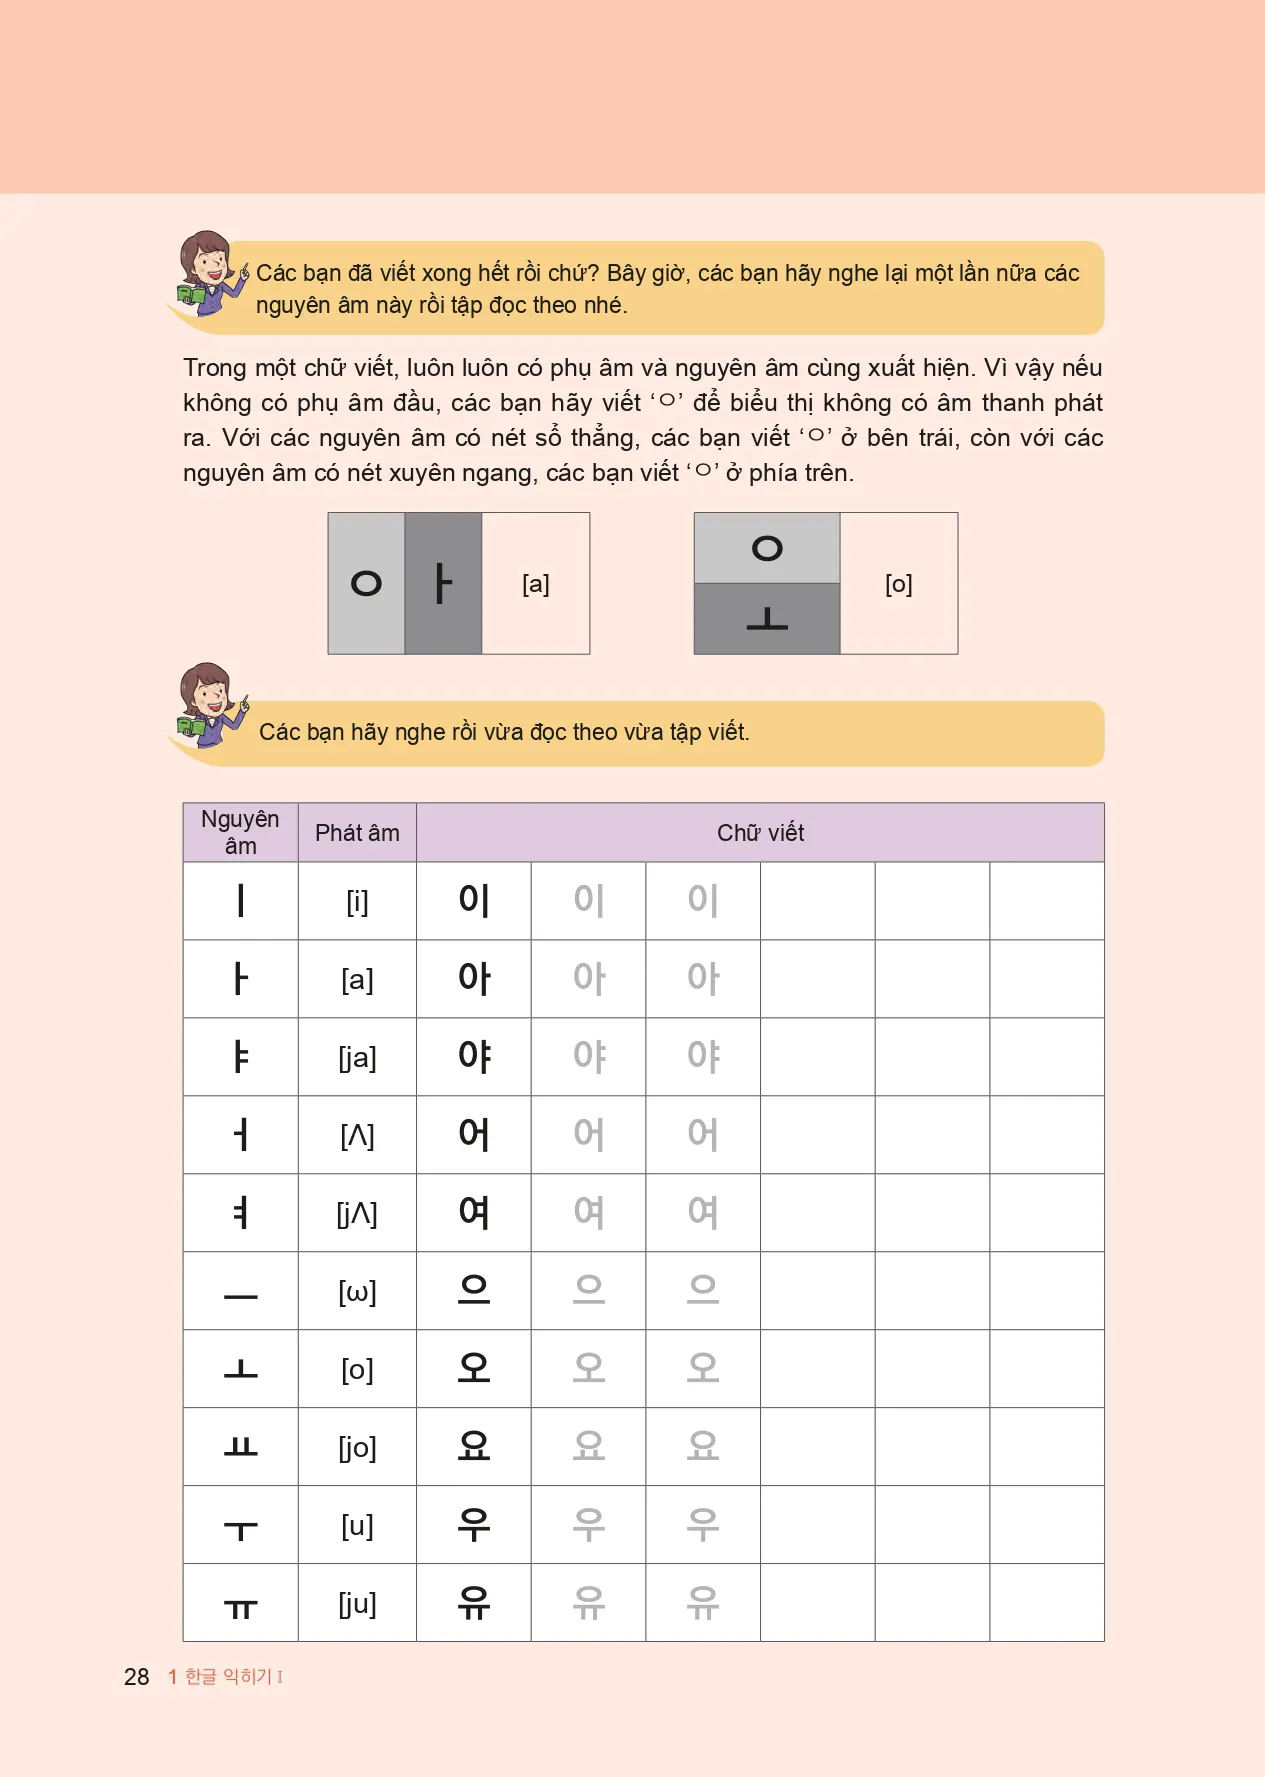 Các bạn đã viết xong hết rồi chứ? Bây giờ, các bạn hãy nghe lại một lần nữa các
nguyên âm này rồi tập đọc theo nhé.
Trong một chữ viết, luôn luôn có phụ âm và nguyên âm cùng xuất hiện. Vì vậy nếu
không có phụ âm đầu, các bạn hãy viết ‘ㅇ’ để biểu thị không có âm thanh phát
ra. Với các nguyên âm có nét sổ thẳng, các bạn viết ‘ㅇ’ ở bên trái, còn với các
nguyên âm có nét xuyên ngang, các bạn viết ‘ㅇ’ ở phía trên.
ㅇ ㅏ [a]
ㅇ
ㅗ
[o]
Các bạn hãy nghe rồi vừa đọc theo vừa tập viết.
Nguyên
âm
Phát âm Chữ viết
ㅣ [i] 이 이 이
ㅏ [a] 아 아 아
ㅑ [ja] 야 야 야
ㅓ [Λ] 어 어 어
ㅕ [jΛ] 여 여 여
ㅡ [ω] 으 으 으
ㅗ [o] 오 오 오
ㅛ [jo] 요 요 요
ㅜ [u] 우 우 우
ㅠ [ju] 유 유 유
28 1 한글 익히기 I